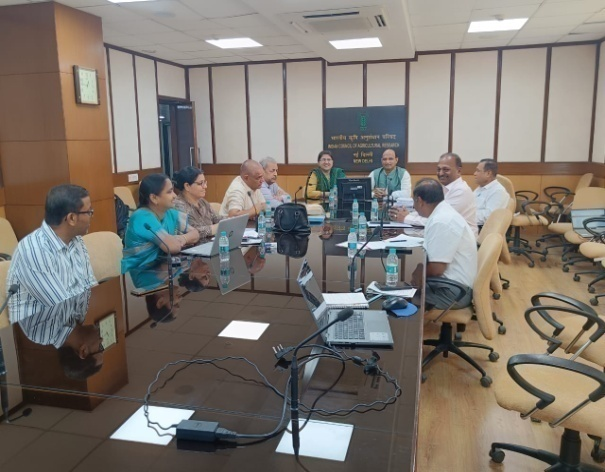 भारतीय कृषि अनुसंधान परिषद
INDIAN COUNCIL OF AGRICULTURAL RESEARCH
नई दिल्ली
NEW DELHI